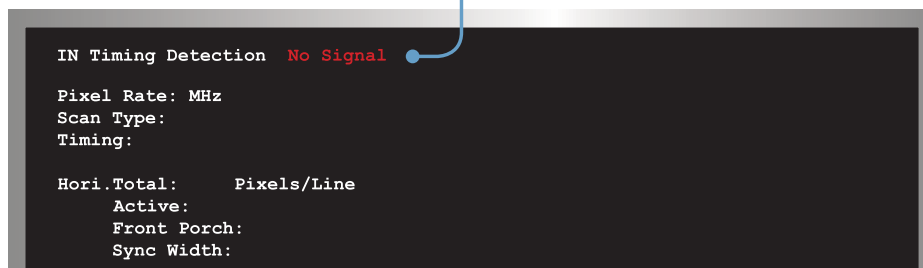 IN Timing Detection No Signal
Pixel Rate: MHz
Scan Type:
Timing:
Hori.Total: Pixels/Line
Active:
Front Porch:
Sync Width: